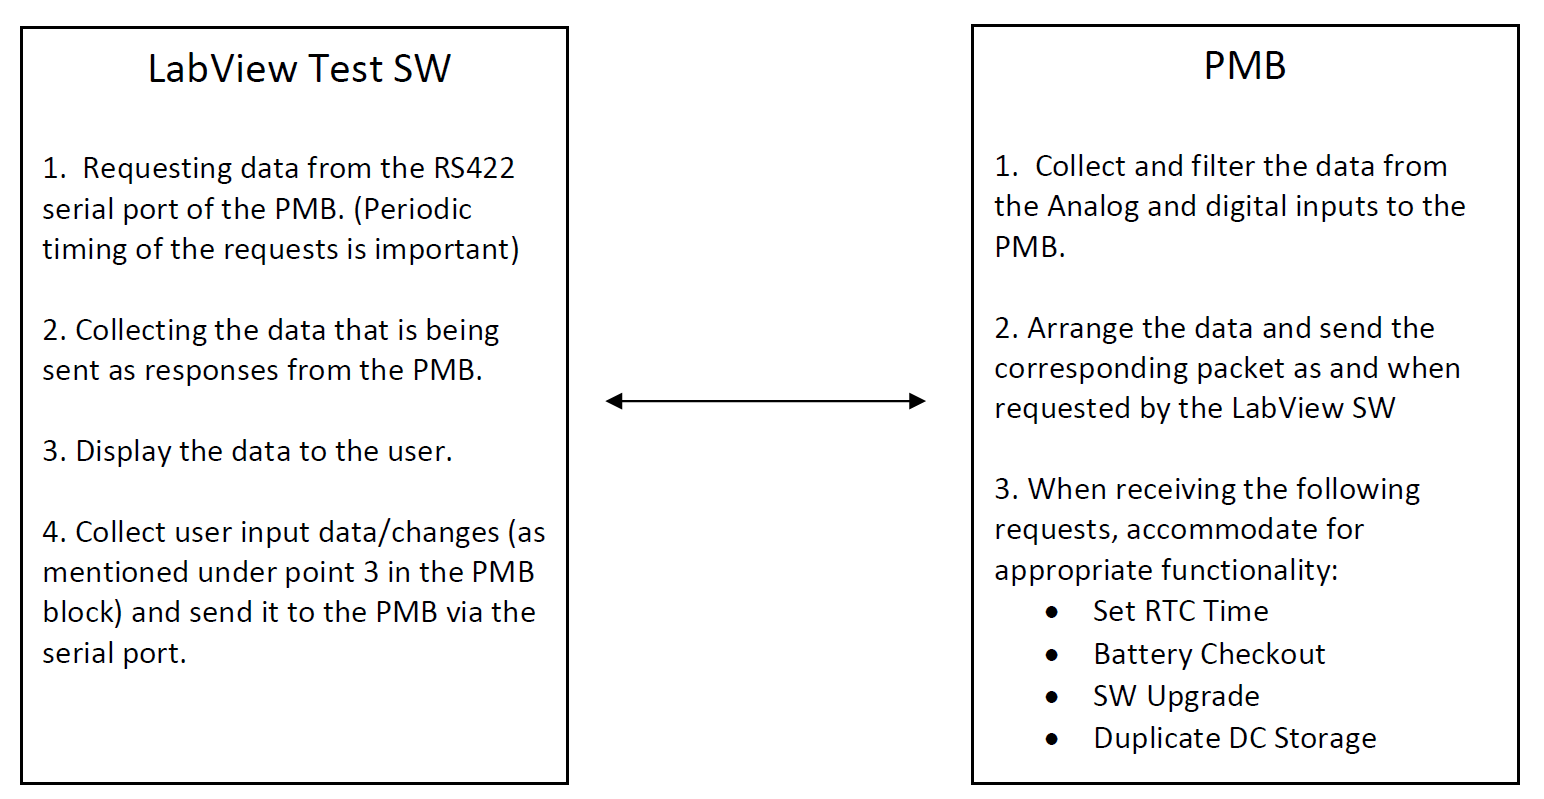 LabView Test SW
1.  Requesting data from the RS422
serial port of the PMB. (Periodic
timing of the requests is important)
2. Collecting the data that is being
sent as responses from the PMB.
3. Display the data to the user.
4. Collect user input data/changes (as
mentioned under point 3 in the PMB
block) and send it to the PMB via the
serial port.
PMB
1.  Collect and filter the data from
the Analog and digital inputs to the
PMB.
2. Arrange the data and send the
corresponding packet as and when
requested by the LabView SW
3. When receiving the following
requests, accommodate for
appropriate functionality:
● Set RTC Time
● Battery Checkout
● SW Upgrade
● Duplicate DC Storage